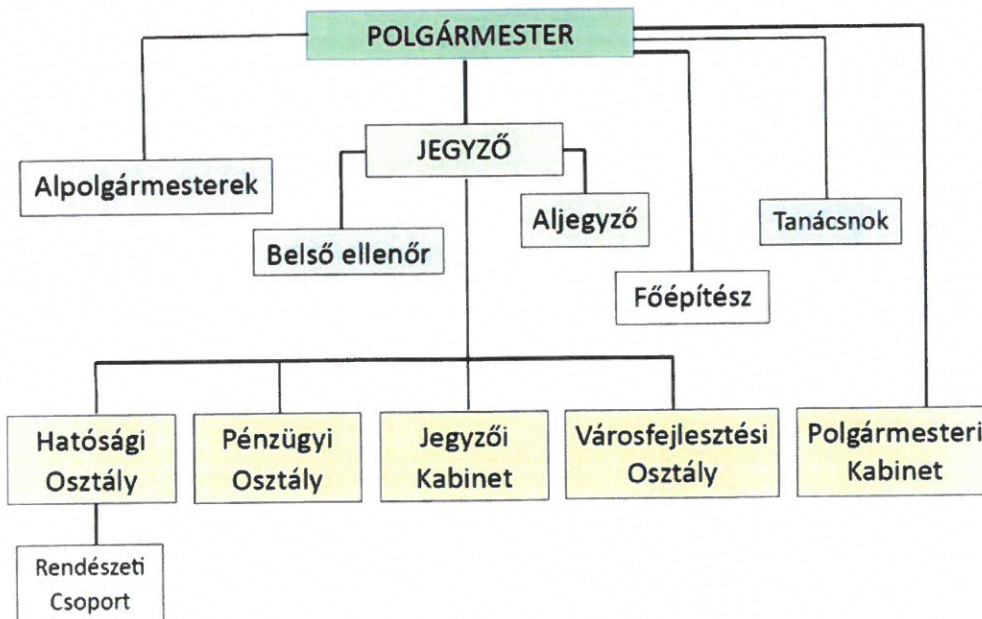 POLGÁRMESTER
JEGYZŐ
Alpolgármesterek
Aljegyző
Tanácsnok
Belső ellenőr
Főépítész
Hatósági
Osztály
Pénzügyi
Osztály
Jegyzői
Kabinet
Városfejlesztési
Osztály
Polgármesteri
Kabinet
Rendészeti
Csoport